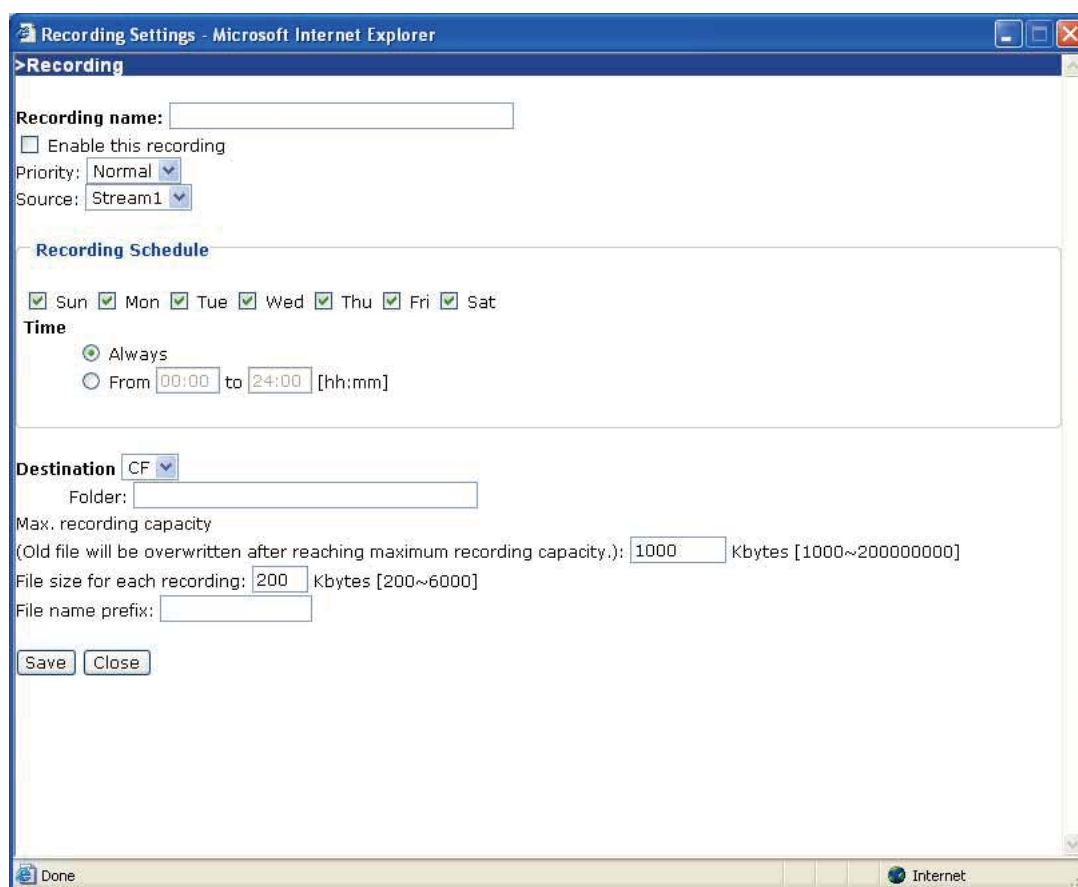 Recording Settings - Microsoft Internet Explorer
>Recording
Recording name:
Enable this recording
Priority: Normal
Source: Stream1
Recording Schedule
Sun Mon Tue Wed Thu Fri Sat
Time
Always
From 00:00 to 24:00 [hh:mm]
Destination CF
Folder:
Max. recording capacity
(Old file will be overwritten after reaching maximum recording capacity.): 1000 Kbytes [1000~200000000]
File size for each recording: 200 Kbytes [200~6000]
File name prefix:
Save Close
Done Internet